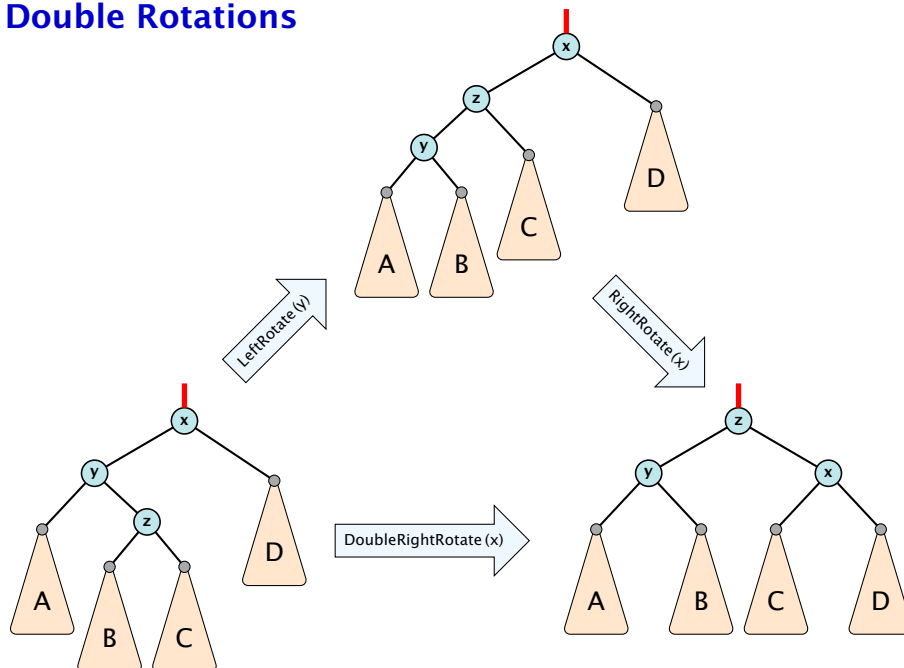 Double Rotations
x
z
y
D
C
A
B
LeftRotate(y)
RightRotate(x)
x
z
y
y
x
z
D
DoubleRightRotate(x)
A
A
B
C
D
B
C